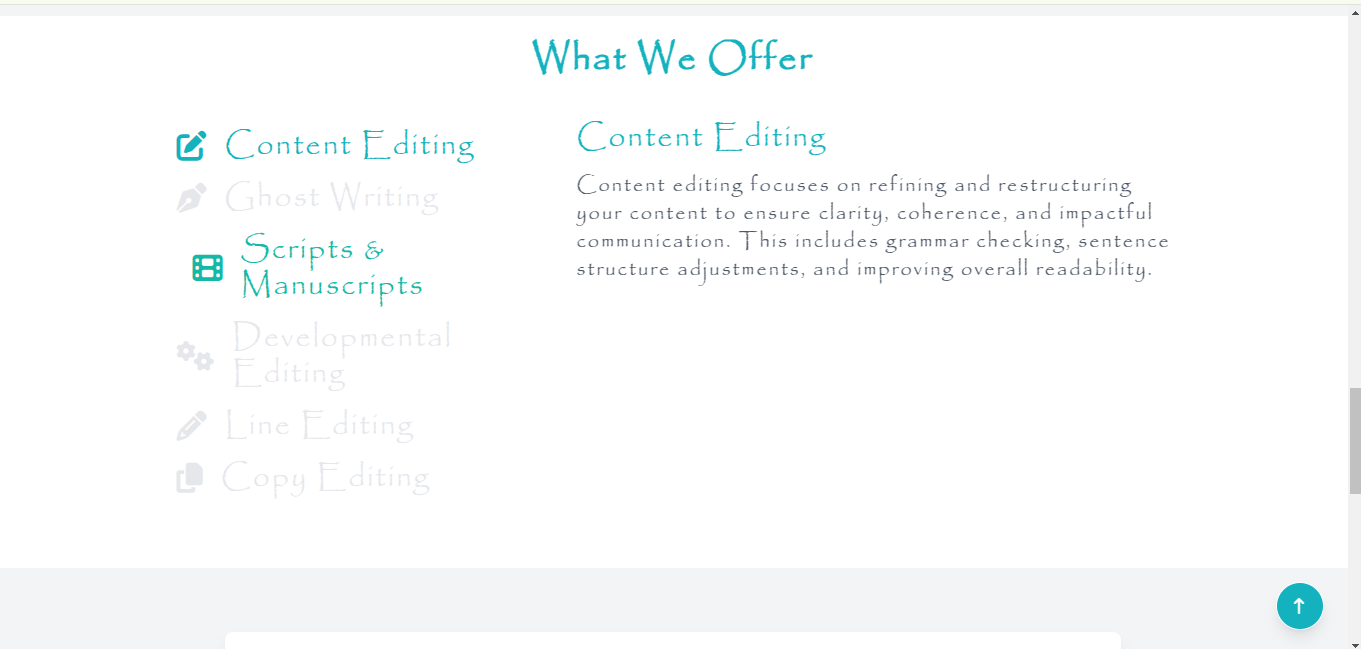 What We Offer
Content Editing
Ghost Writing
Scripts &
Manuscripts
Developmental
Editing
Line Editing
Copy Editing
Content Editing
Content editing focuses on refining and restructuring
your content to ensure clarity, coherence, and impactful
communication. This includes grammar checking, sentence
structure adjustments, and improving overall readability.